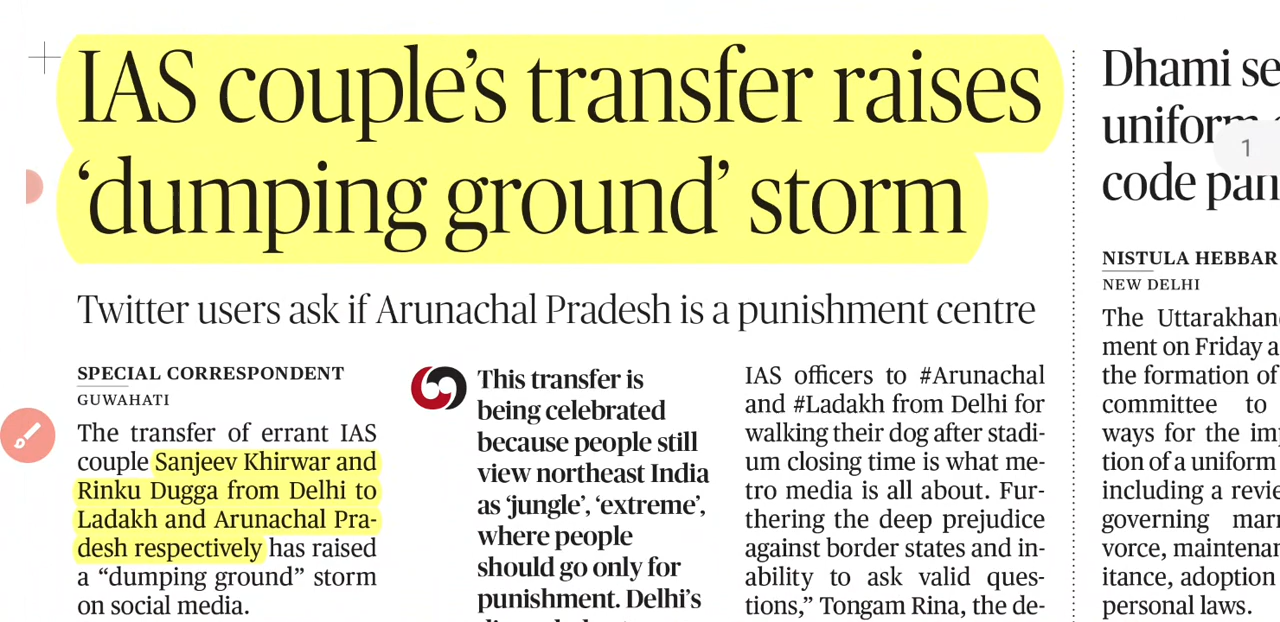 IAS couple's transfer raises
'dumping ground' storm
Twitter users ask if Arunachal Pradesh is a punishment centre
SPECIAL CORRESPONDENT
GUWAHATI
The transfer of errant IAS
couple Sanjeev Khirwar and
Rinku Dugga from Delhi to
Ladakh and Arunachal Pra-
desh respectively has raised
a “dumping ground” storm
on social media.
This transfer is
being celebrated
because people still
view northeast India
as ‘jungle’, ‘extreme’,
where people
should go only for
punishment. Delhi’s
IAS officers to #Arunachal
and #Ladakh from Delhi for
walking their dog after stadi-
um closing time is what me-
tro media is all about. Fur-
thering the deep prejudice
against border states and in-
ability to ask valid ques-
tions,” Tongam Rina, the de-
Dhami se
code pan
1
NISTULA HEBBAR
NEW DELHI
The Uttarakhan
ment on Friday a
the formation of
committee to
ways for the imp
tion of a uniform
including a revie
governing marr
vorce, maintenan
itance, adoption
personal laws.